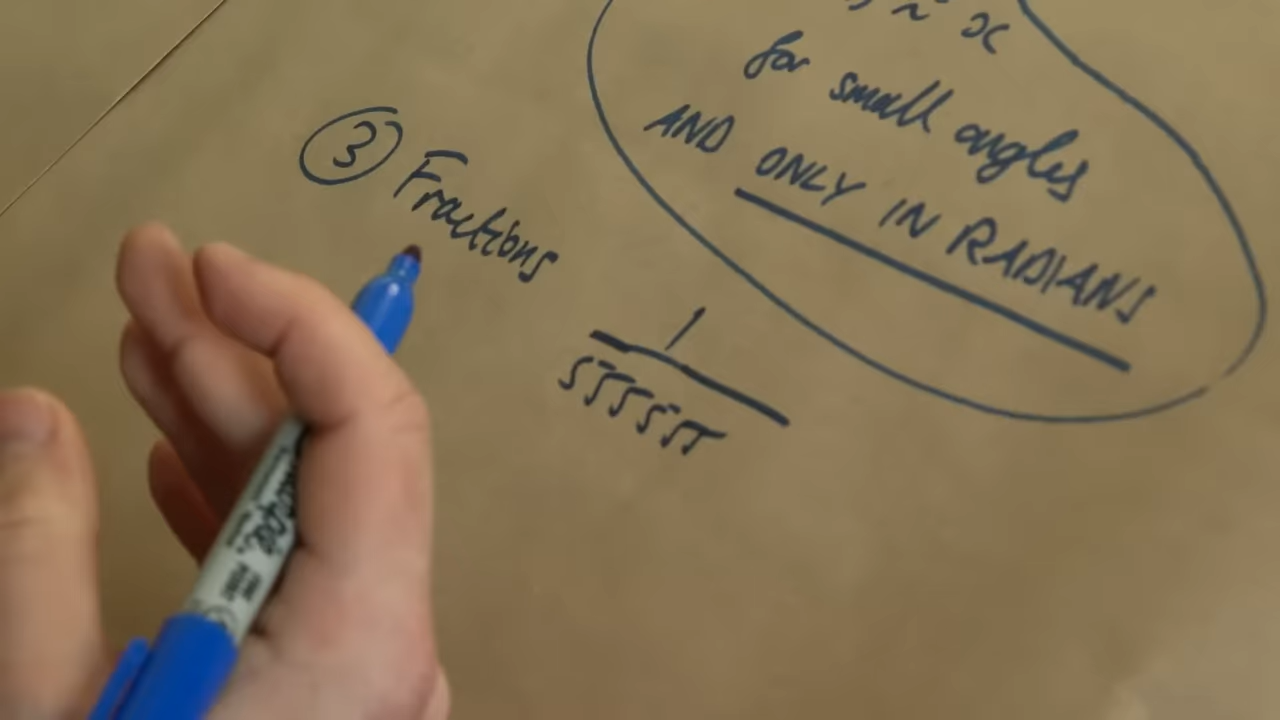 ≈ x
for small angles
AND ONLY IN RADIANS
③ Fractions
1
555555